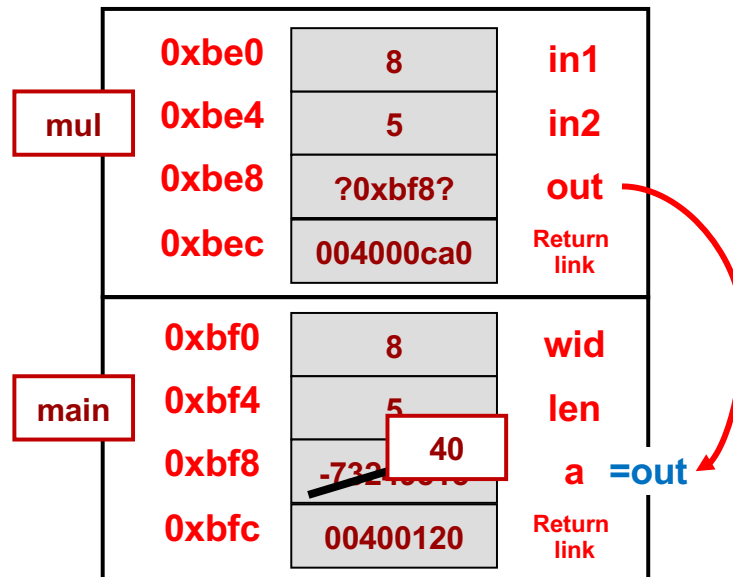 0xbe0 8 in1
mul 0xbe4 5 in2
0xbe8 ?0xbf8? out
0xbec 004000ca0 Return
link
0xbf0 8 wid
main 0xbf4 5 len
40
0xbf8 a =out
0xbfc 00400120 Return
link